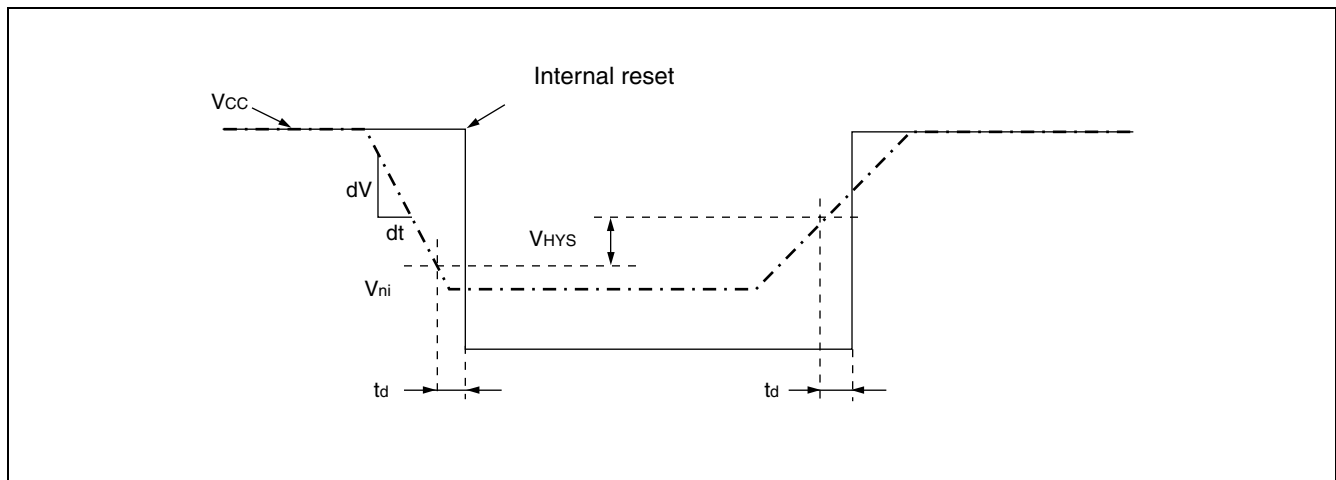 Internal reset
VCC
dV
dt
VHYS
Vni
td
td